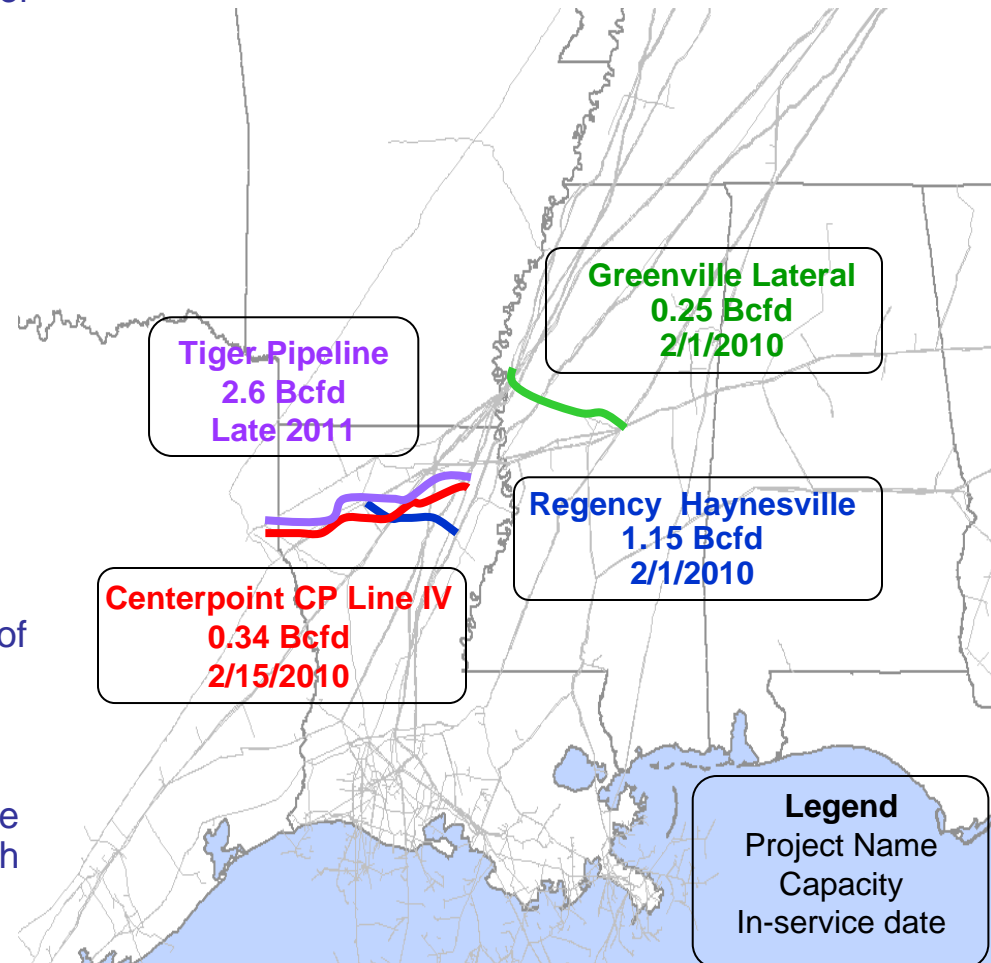 Greenville Lateral
0.25 Bcfd
2/1/2010
Tiger Pipeline
2.6 Bcfd
Late 2011
Regency Haynesville
1.15 Bcfd
2/1/2010
Centerpoint CP Line IV
0.34 Bcfd
2/15/2010
of
Legend
Project Name
Capacity
In-service date